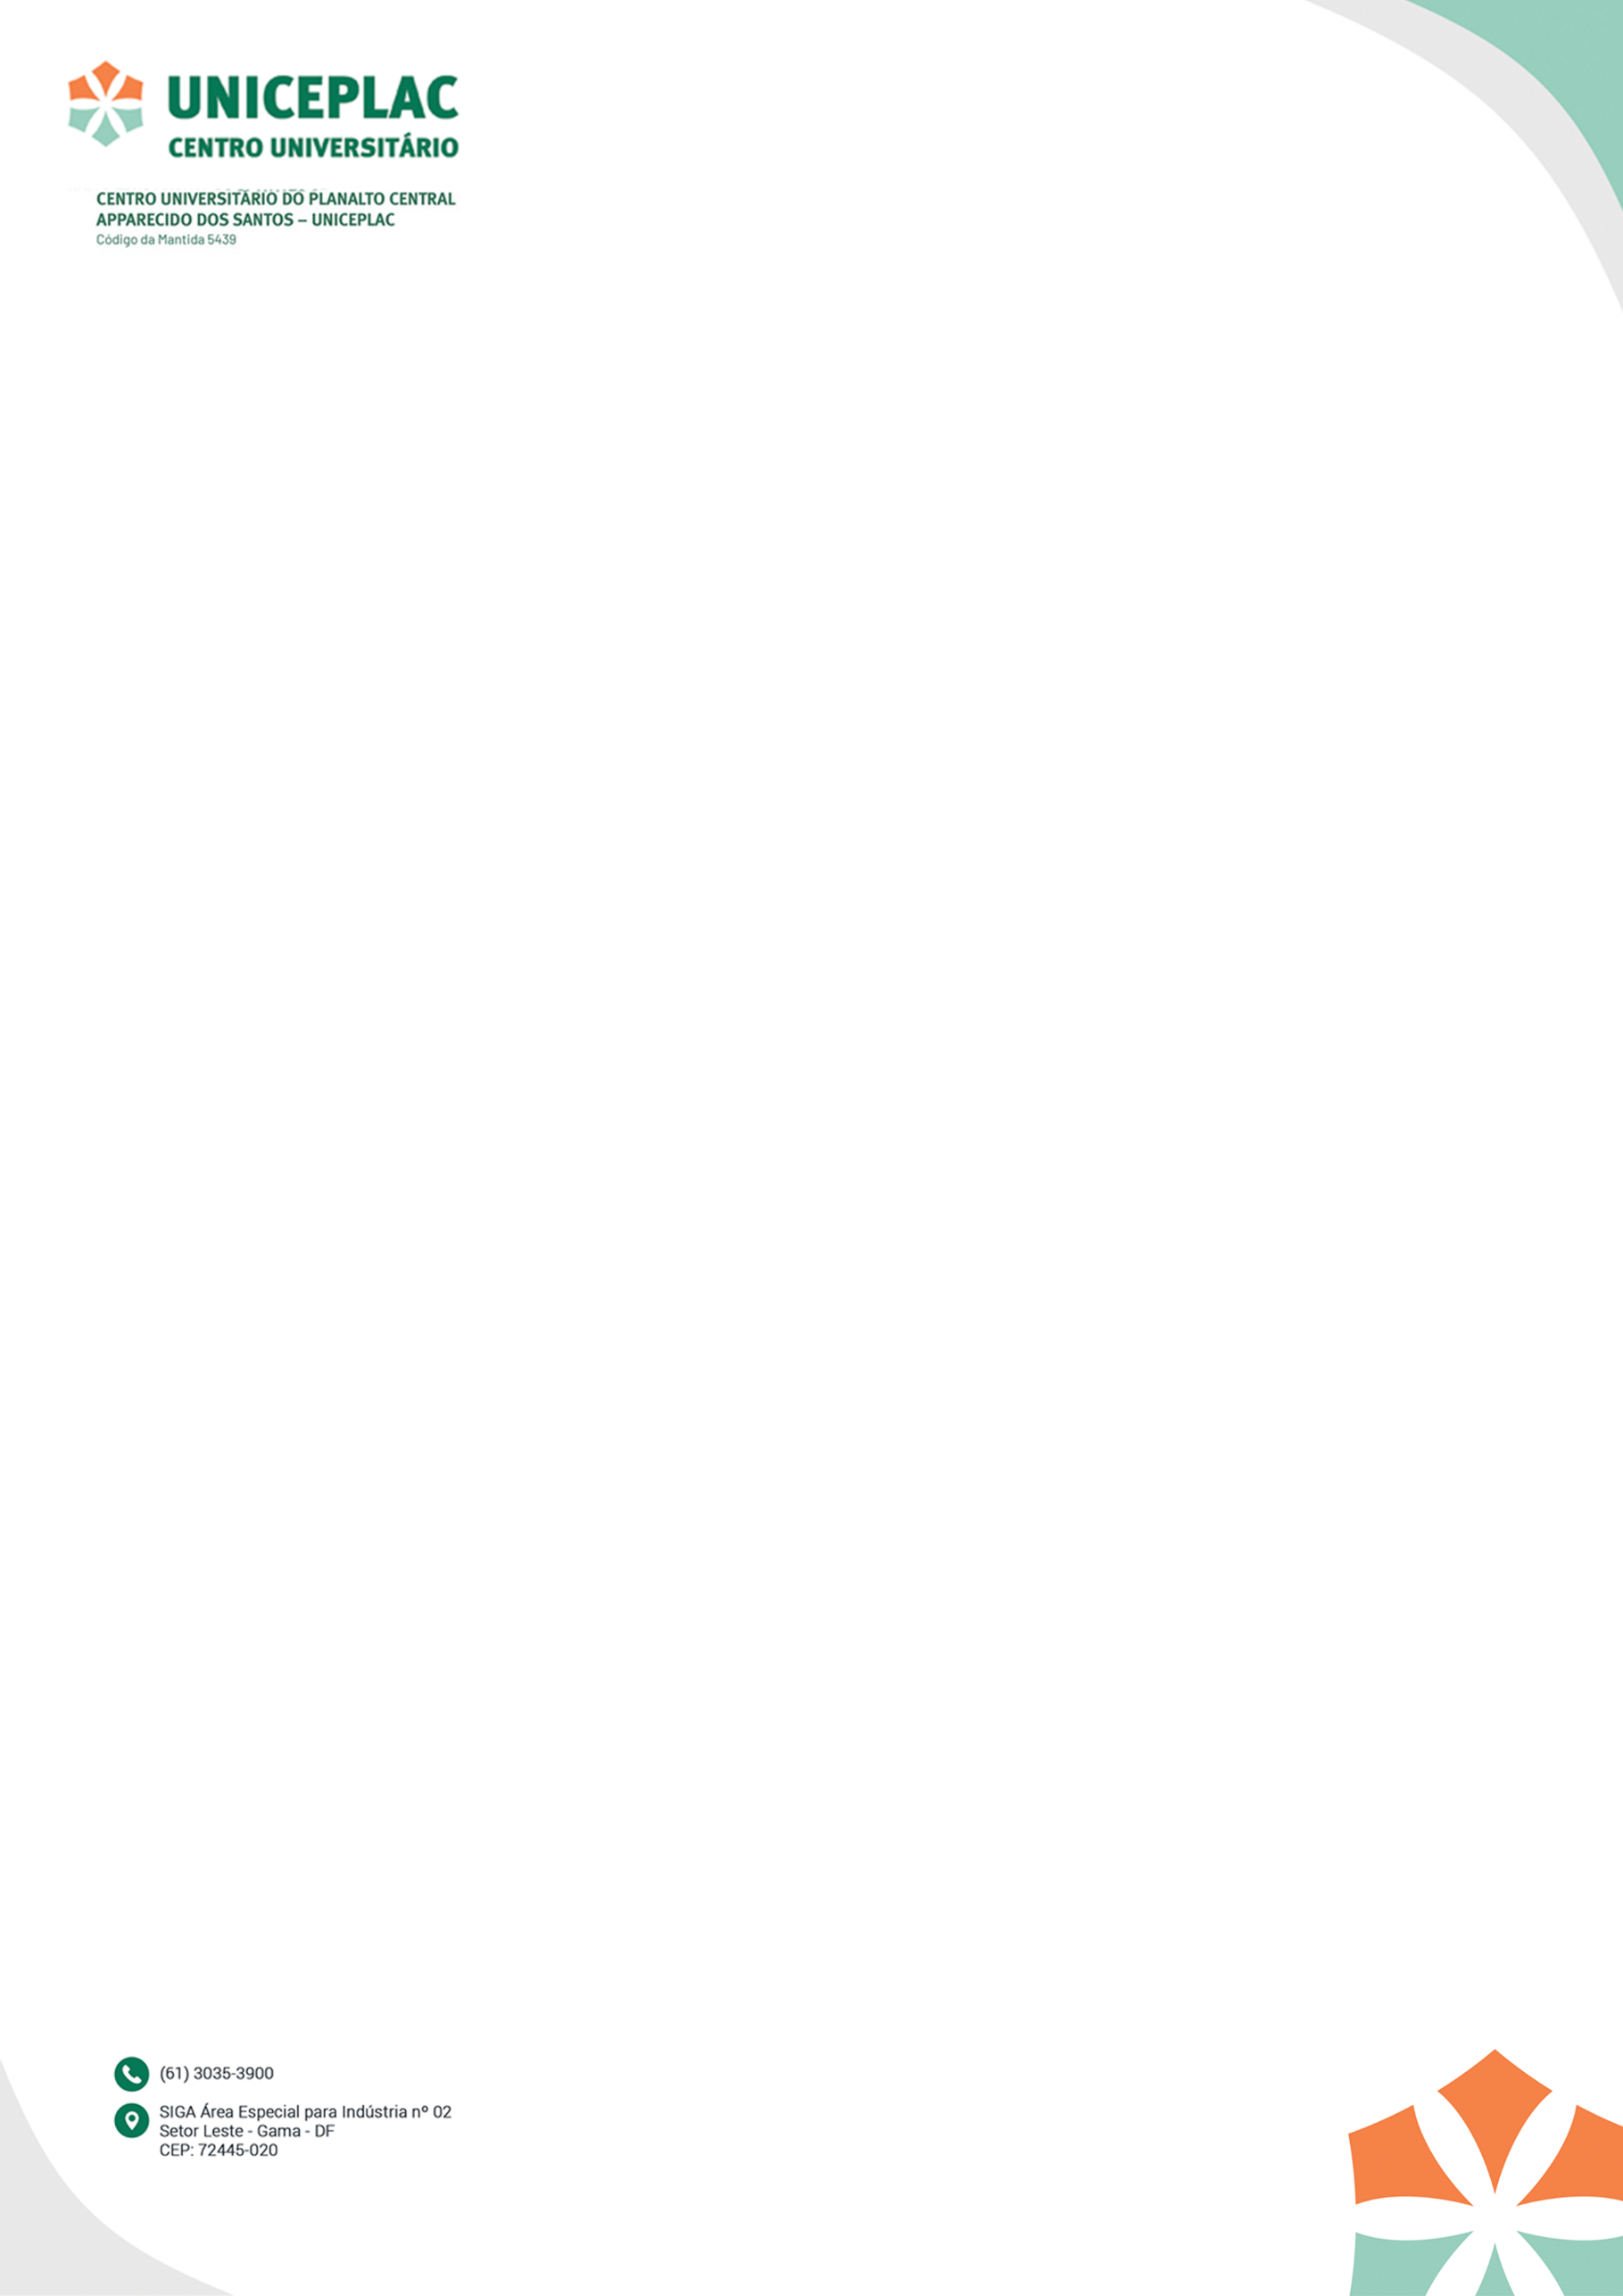 UNICEPLAC
CENTRO UNIVERSITÁRIO
CENTRO UNIVERSITÁRIO DO PLANALTO CENTRAL
APPARECIDO DOS SANTOS – UNICEPLAC
Código da Mantida 5439
(61) 3035-3900
SIGA Área Especial para Indústria nº 02
Setor Leste - Gama - DF
CEP: 72445-020